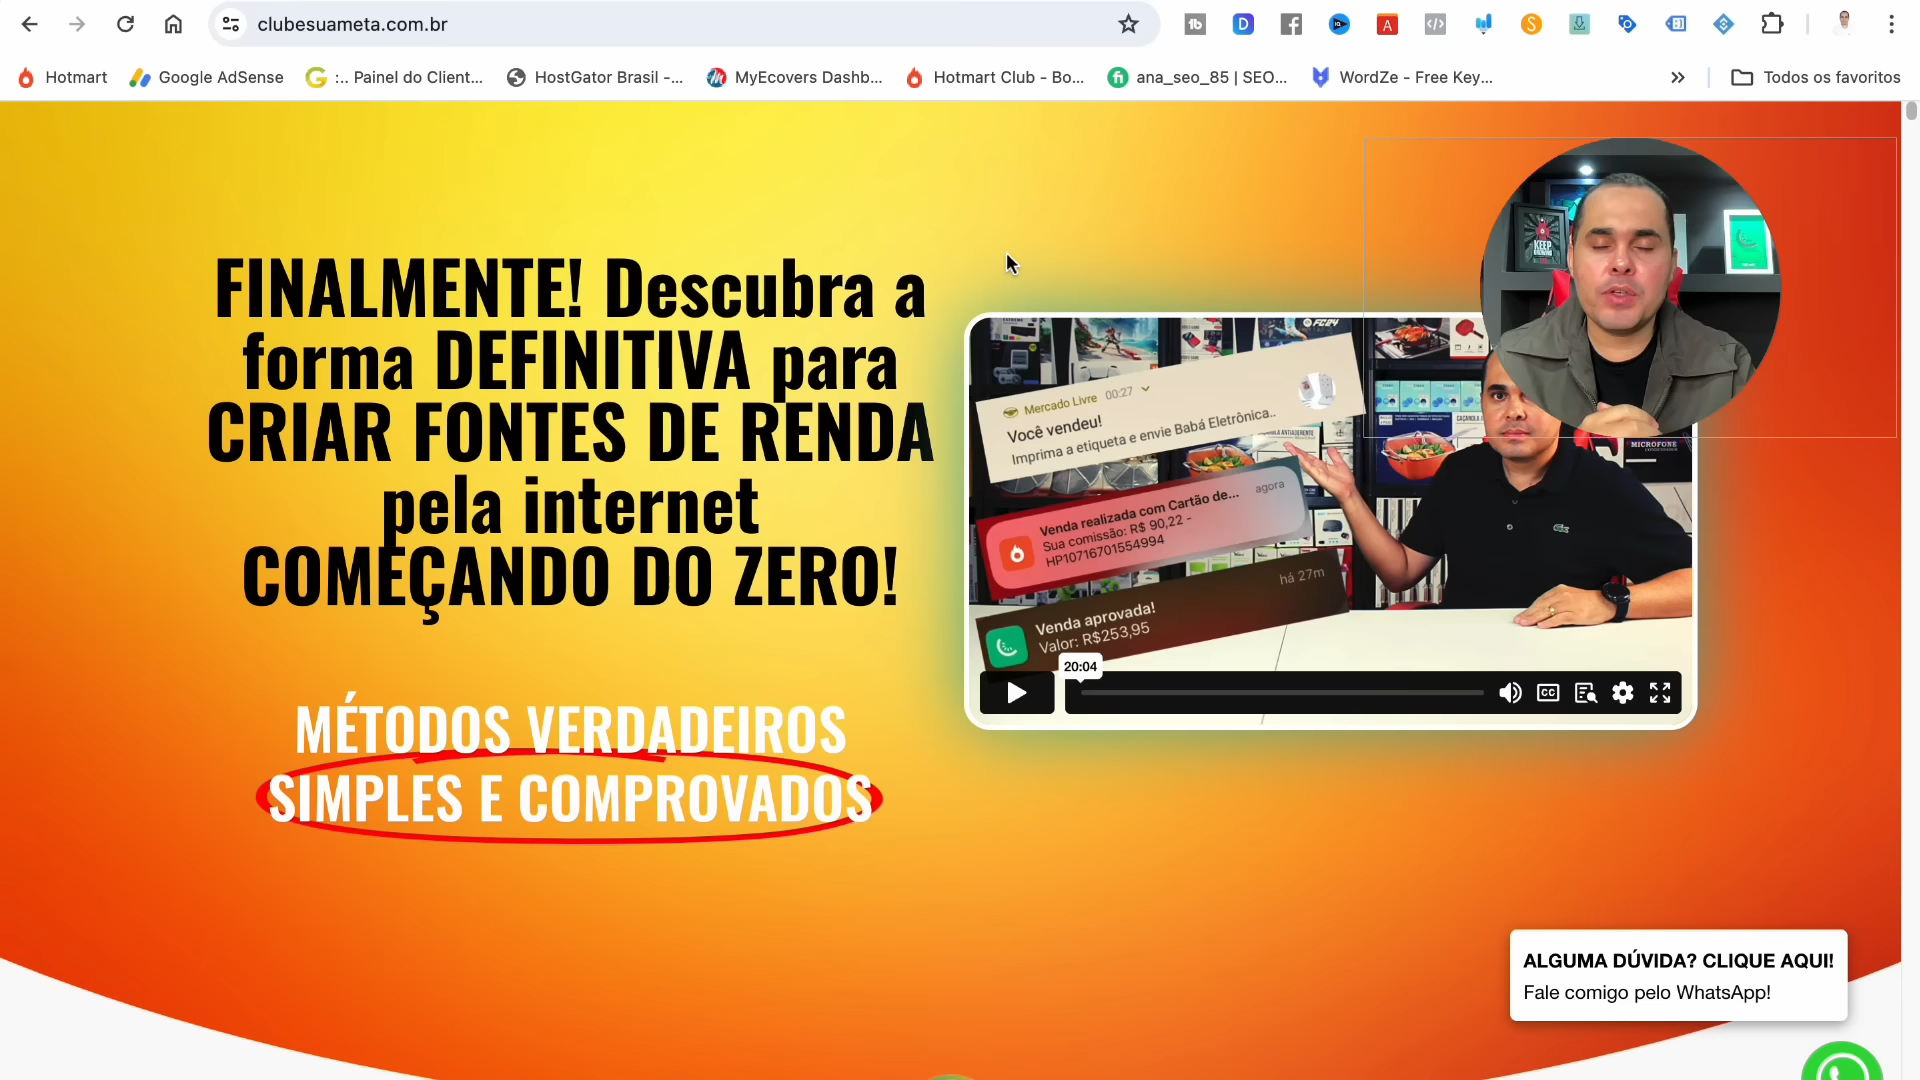 clubesuameta.com.br
Hotmart
Google AdSense
:.. Painel do Client...
HostGator Brasil -...
MyEcovers Dashb...
Hotmart Club - Bo...
ana_seo_85 | SEO...
WordZe - Free Key...
Todos os favoritos
FINALMENTE! Descubra a
forma DEFINITIVA para
CRIAR FONTES DE RENDA
pela internet
COMEÇANDO DO ZERO!
MÉTODOS VERDADEIROS
SIMPLES E COMPROVADOS
KEEP
FC24
Mercado Livre 00:27
Você vendeu!
Imprima a etiqueta e envie Babá Eletrônica..
Venda realizada com Cartão de... agora
Sua comissão: R$ 90,22 -
HP10716701554994
Venda aprovada! há 27m
Valor: R$253,95
MICROFONE
20:04
CC
ALGUMA DÚVIDA? CLIQUE AQUI!
Fale comigo pelo WhatsApp!